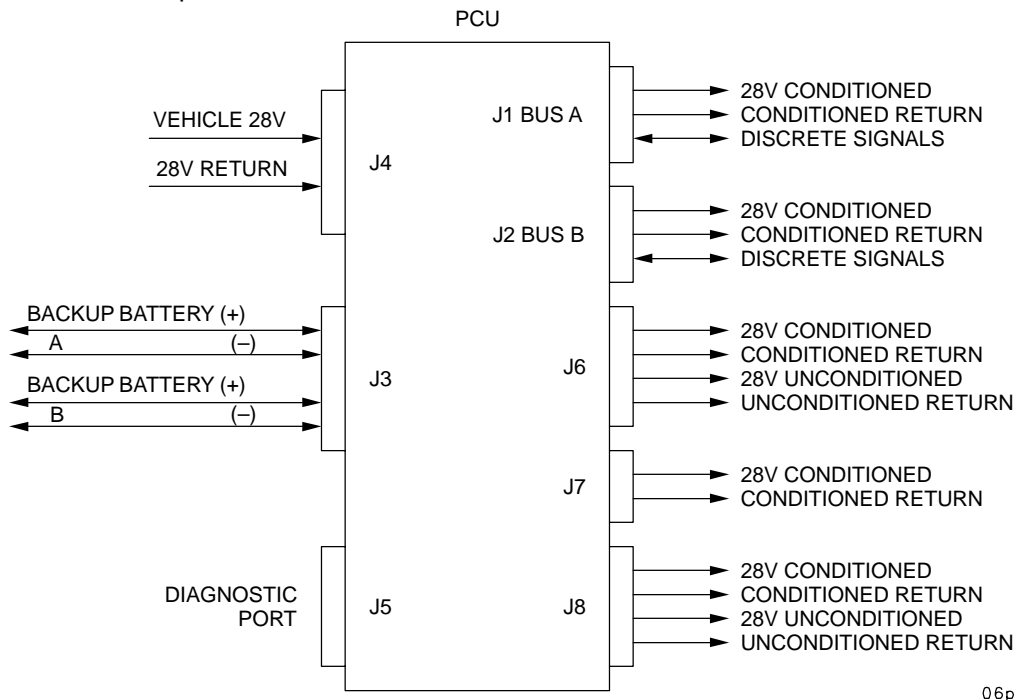 PCU
VEHICLE 28V
28V RETURN
J4
BACKUP BATTERY (+)
A (–)
BACKUP BATTERY (+)
B (–)
J3
DIAGNOSTIC
PORT
J5
J1 BUS A
28V CONDITIONED
CONDITIONED RETURN
DISCRETE SIGNALS
J2 BUS B
28V CONDITIONED
CONDITIONED RETURN
DISCRETE SIGNALS
J6
28V CONDITIONED
CONDITIONED RETURN
28V UNCONDITIONED
UNCONDITIONED RETURN
J7
28V CONDITIONED
CONDITIONED RETURN
J8
28V CONDITIONED
CONDITIONED RETURN
28V UNCONDITIONED
UNCONDITIONED RETURN
06p